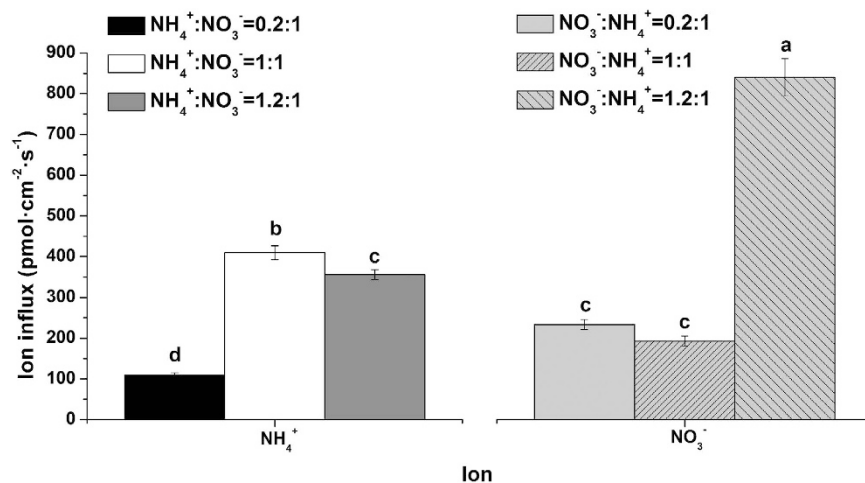 NH₄⁺:NO₃⁻=0.2:1
NH₄⁺:NO₃⁻=1:1
NH₄⁺:NO₃⁻=1.2:1
NO₃⁻:NH₄⁺=0.2:1
NO₃⁻:NH₄⁺=1:1
NO₃⁻:NH₄⁺=1.2:1
Ion influx (pmol·cm⁻²·s⁻¹)
900
800
700
600
500
400
300
200
100
0
d
b
c
c
c
a
NH₄⁺
NO₃⁻
Ion